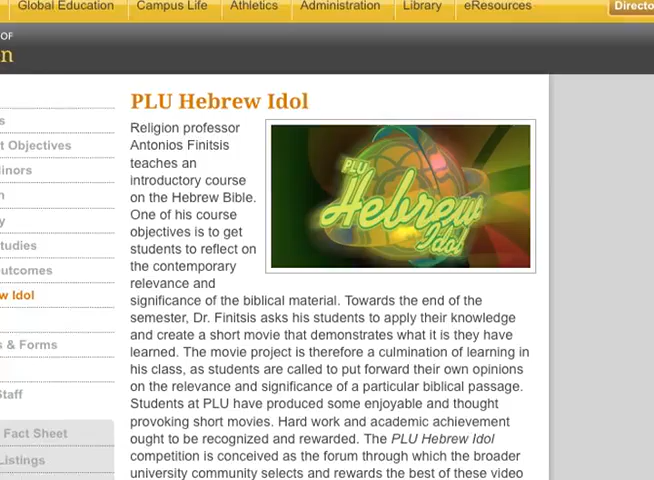 Global Education
Campus Life
Athletics
Administration
Library
eResources
OF
PLU Hebrew Idol
Religion professor
Antonios Finitsis
teaches an
introductory course
on the Hebrew Bible.
One of his course
objectives is to get
students to reflect on
the contemporary
relevance and
significance of the biblical material. Towards the end of the
semester, Dr. Finitsis asks his students to apply their knowledge
and create a short movie that demonstrates what it is they have
learned. The movie project is therefore a culmination of learning in
his class, as students are called to put forward their own opinions
on the relevance and significance of a particular biblical passage.
Students at PLU have produced some enjoyable and thought
provoking short movies. Hard work and academic achievement
ought to be recognized and rewarded. The PLU Hebrew Idol
competition is conceived as the forum through which the broader
university community selects and rewards the best of these video
PLU
Hebrew
Idol
Objectives
Idol
& Forms
Staff
Fact Sheet
Listings